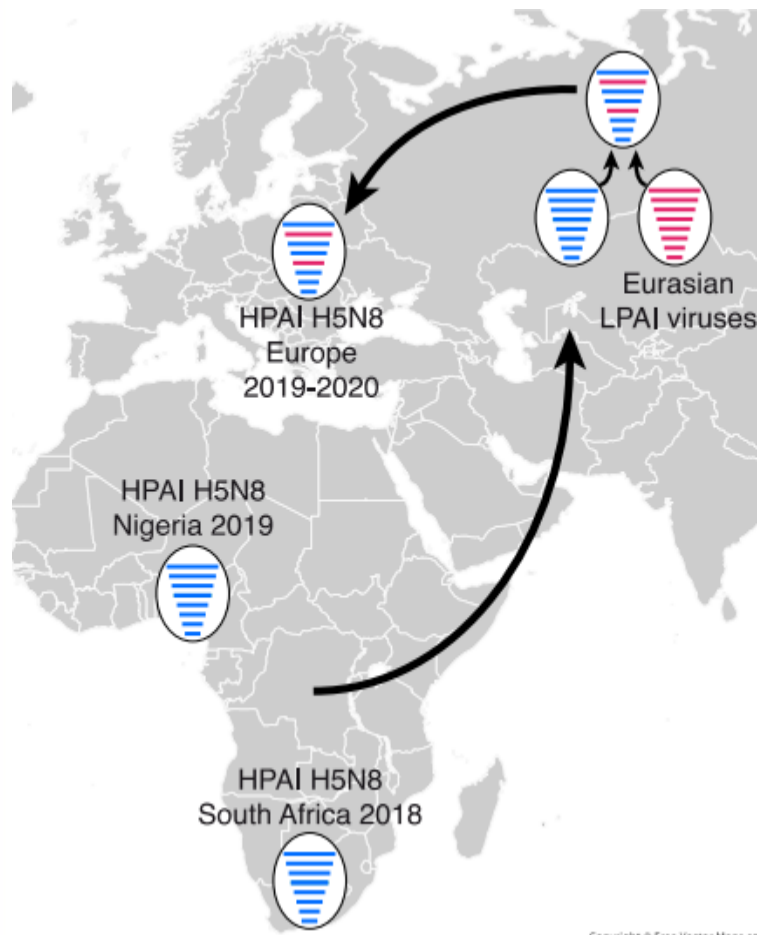 Eurasian
LPAI viruses
HPAI H5N8
Europe
2019-2020
HPAI H5N8
Nigeria 2019
HPAI H5N8
South Africa 2018